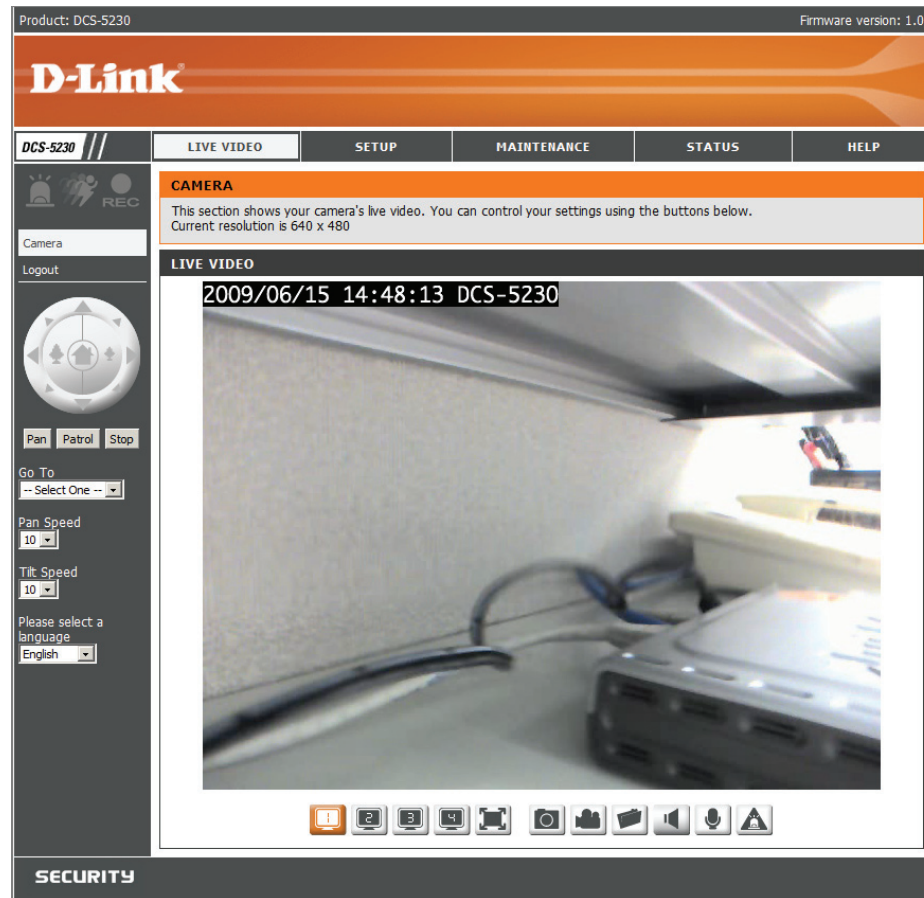 Product: DCS-5230
Firmware version: 1.0
D-Link
DCS-5230
LIVE VIDEO
SETUP
MAINTENANCE
STATUS
HELP
REC
CAMERA
This section shows your camera's live video. You can control your settings using the buttons below.
Current resolution is 640 x 480
Camera
Logout
LIVE VIDEO
2009/06/15 14:48:13 DCS-5230
Pan
Patrol
Stop
Go To
-- Select One --
Pan Speed
10
Tilt Speed
10
Please select a
language
English
1
2
3
4
SECURITY